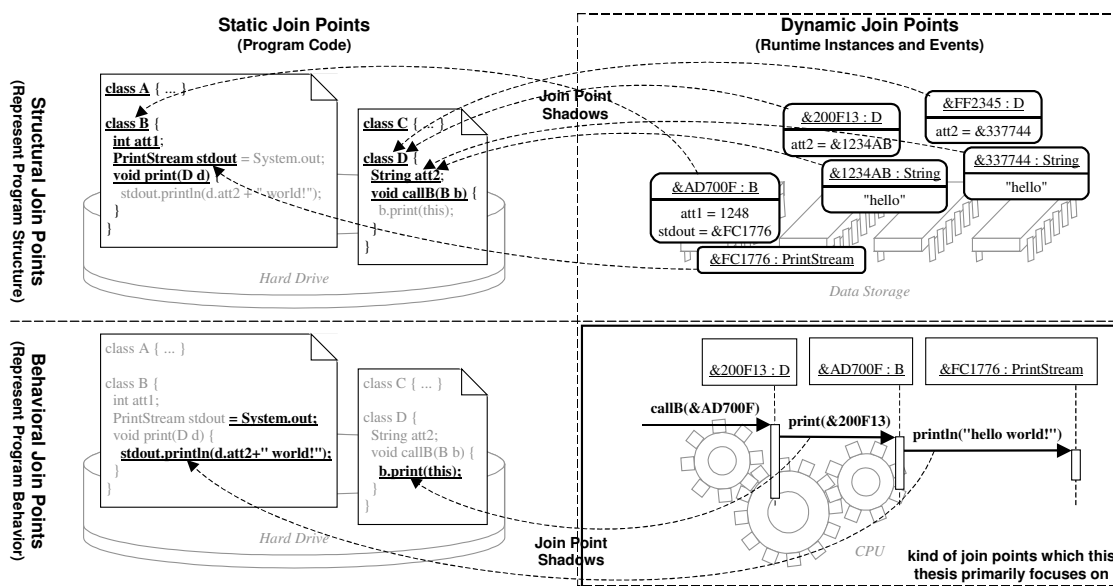 Static Join Points
(Program Code)
Dynamic Join Points
(Runtime Instances and Events)
Structural Join Points
(Represent Program Structure)
class A { ... }
class B {
int att1;
PrintStream stdout = System.out;
void print(D d) {
stdout.println(d.att2+" world!");
}
}
class C { ... }
class D {
String att2;
void callB(B b) {
b.print(this);
}
}
Hard Drive
Join Point
Shadows
&FF2345 : D
att2 = &337744
&200F13 : D
att2 = &1234AB
&337744 : String
"hello"
&1234AB : String
"hello"
&AD700F : B
att1 = 1248
stdout = &FC1776
&FC1776 : PrintStream
Data Storage
Behavioral Join Points
(Represent Program Behavior)
class A { ... }
class B {
int att1;
PrintStream stdout = System.out;
void print(D d) {
stdout.println(d.att2+" world!");
}
}
class C { ... }
class D {
String att2;
void callB(B b) {
b.print(this);
}
}
Hard Drive
Join Point
Shadows
&200F13 : D
&AD700F : B
&FC1776 : PrintStream
callB(&AD700F)
print(&200F13)
println("hello world!")
CPU
kind of join points which this
thesis primarily focuses on